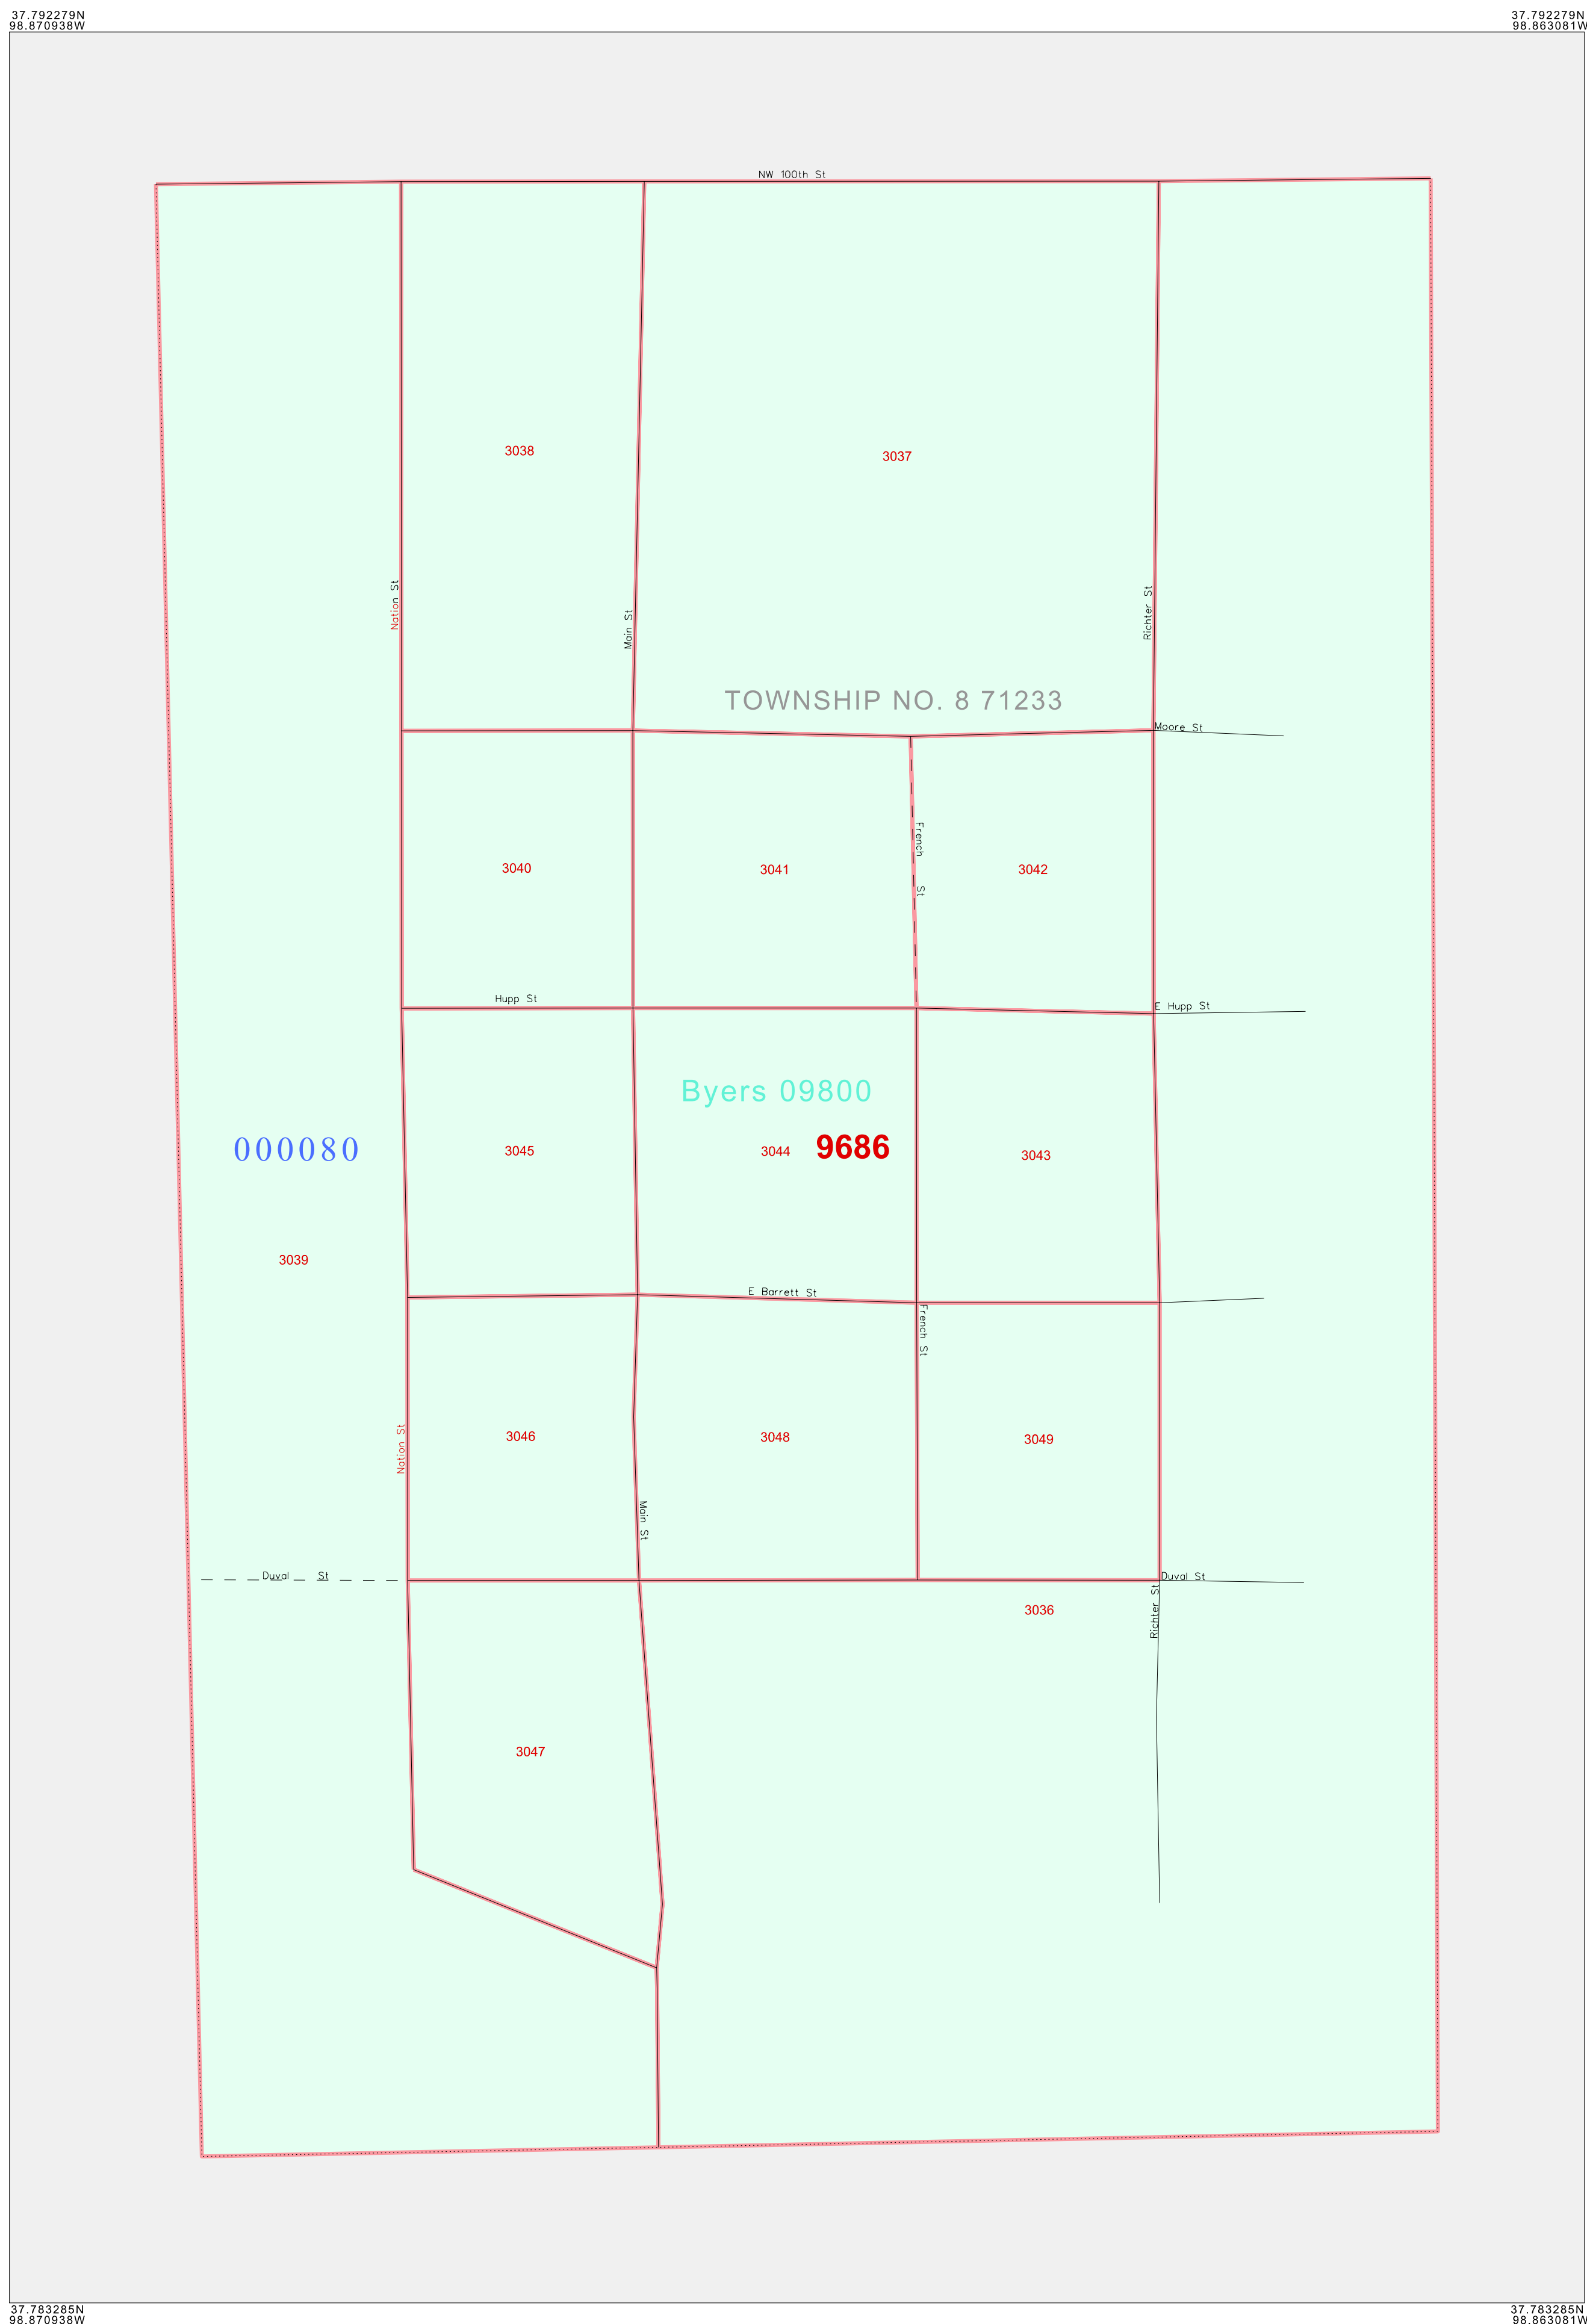 37.792279N
98.870938W
37.792279N
98.863081W
NW 100th St
3038
3037
Nation St
Main St
Richter St
TOWNSHIP NO. 8 71233
Moore St
French St
3040
3041
3042
Hupp St
E Hupp St
Byers 09800
000080
3045
3044
9686
3043
3039
E Barrett St
French St
Nation St
3046
3048
3049
Main St
Duval St
Duval St
Richter St
3036
3047
37.783285N
98.870938W
37.783285N
98.863081W